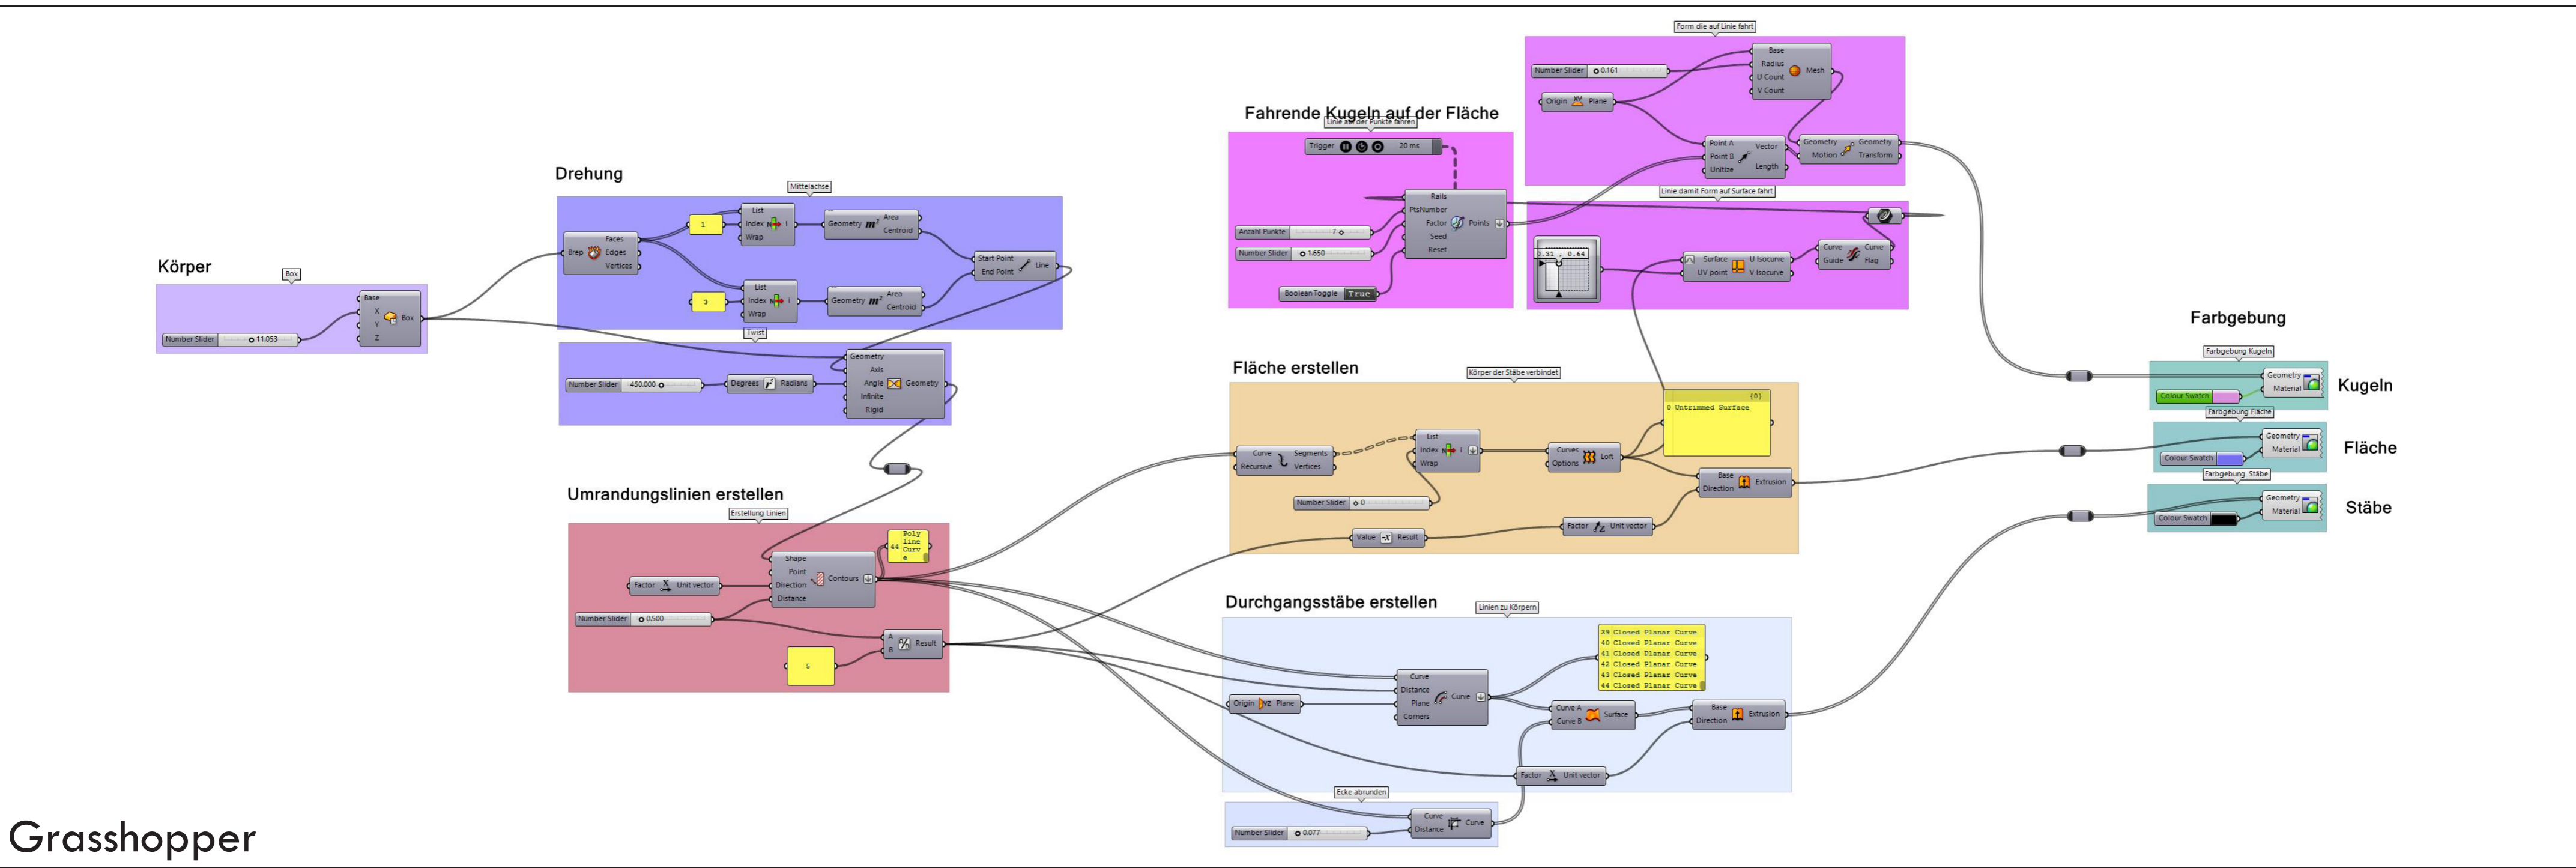 Form die auf Linie fahrt
Base
Radius
U Count
V Count
Mesh
Number Slider 0.161
Origin XY Plane
Point A
Point B
Unitize
Vector
Length
Geometry
Motion
Geometry
Transform
Fahrende Kugeln auf der Fläche
Linie auf der Punkte fahren
Trigger 20 ms
Rails
PtsNumber
Factor
Seed
Reset
Points
Anzahl Punkte 7
Number Slider 1.650
Boolean Toggle True
Linie damit Form auf Surface fahrt
0.31 ; 0.64
Surface
UV point
U Isocurve
V Isocurve
Curve
Guide
Curve
Flag
Drehung
Mittelachse
Brep
Faces
Edges
Vertices
1
List
Index
Wrap
i
Geometry m²
Area
Centroid
3
List
Index
Wrap
i
Geometry m²
Area
Centroid
Start Point
End Point
Line
Twist
Number Slider 450.000
Degrees r° Radians
Geometry
Axis
Angle
Infinite
Rigid
Geometry
Körper
Box
Number Slider 11.053
Base
X
Y
Z
Box
Umrandungslinien erstellen
Erstellung Linien
Factor X Unit vector
Number Slider 0.500
Shape
Point
Direction
Distance
Contours
44 Poly
line
Curv
e
5
A
B
Result
Fläche erstellen
Körper der Stäbe verbindet
Curve
Recursive
Segments
Vertices
List
Index
Wrap
i
Number Slider 0
Curves
Options
Loft
{0}
0 Untrimmed Surface
Base
Direction
Extrusion
Value -x Result
Factor Z Unit vector
Durchgangsstäbe erstellen
Linien zu Körpern
Origin YZ Plane
Curve
Distance
Plane
Corners
Curve
39 Closed Planar Curve
40 Closed Planar Curve
41 Closed Planar Curve
42 Closed Planar Curve
43 Closed Planar Curve
44 Closed Planar Curve
Curve A
Curve B
Surface
Base
Direction
Extrusion
Factor X Unit vector
Ecke abrunden
Number Slider 0.077
Curve
Distance
Curve
Farbgebung
Farbgebung Kugeln
Geometry
Material
Colour Swatch
Kugeln
Farbgebung Fläche
Geometry
Material
Colour Swatch
Fläche
Farbgebung Stäbe
Geometry
Material
Colour Swatch
Stäbe
Grasshopper